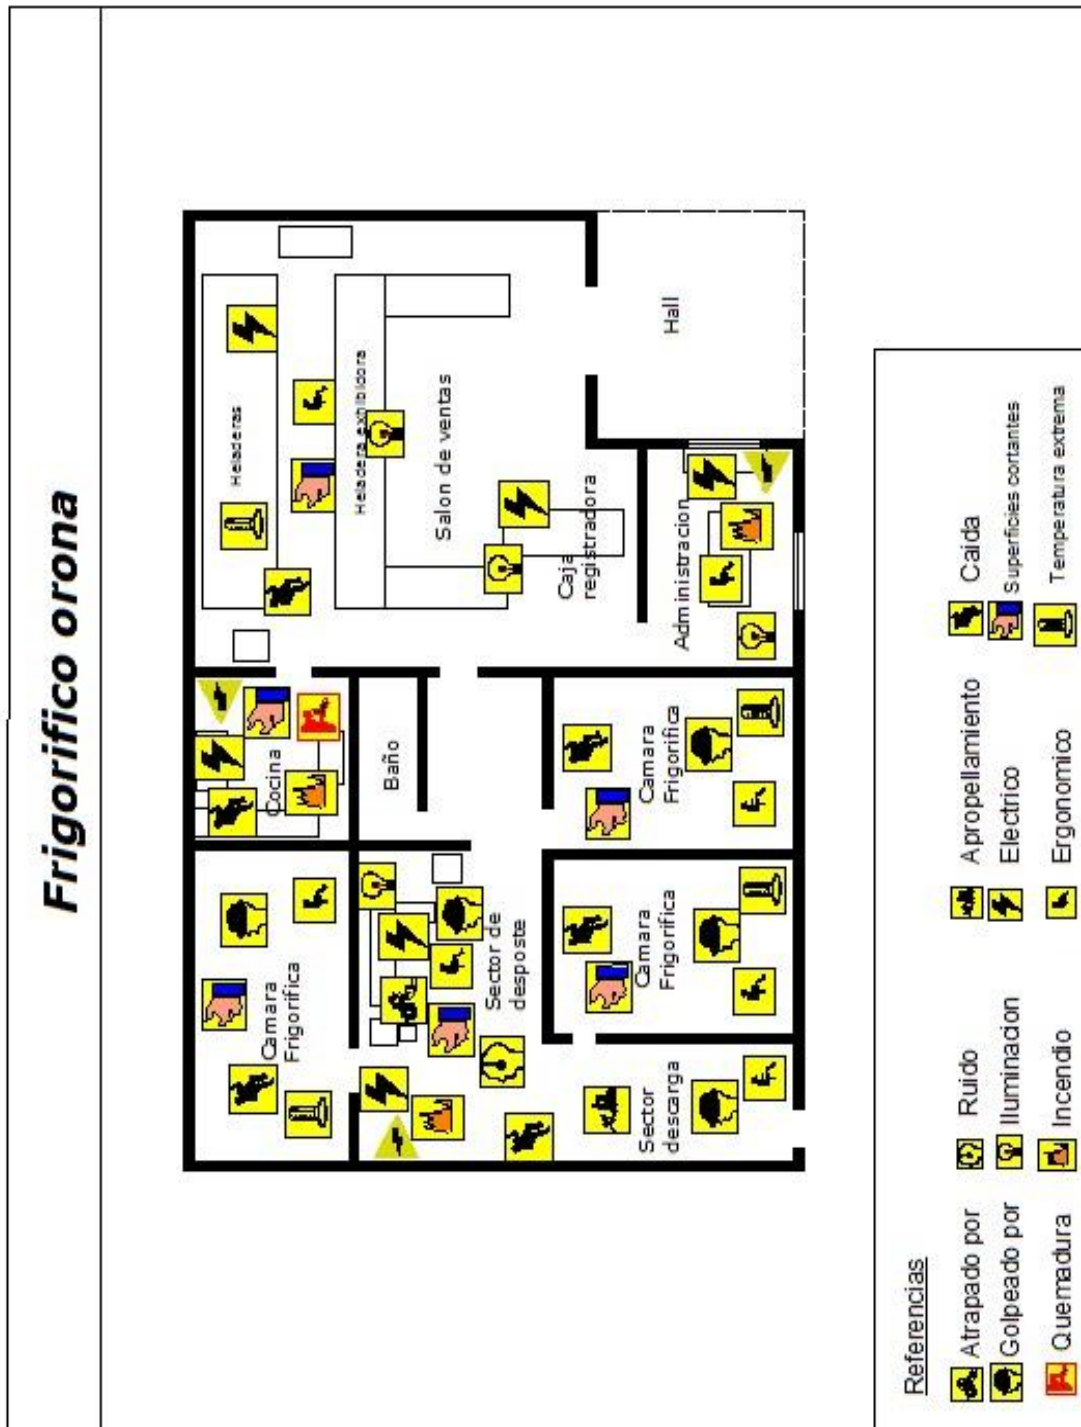 Frigorifico orona
Heladeras
Heladera exhibidora
Salon de ventas
Caja
registradora
Hall
Administracion
Cocina
Baño
Camara
Frigorifica
Camara
Frigorifica
Camara
Frigorifica
Sector de
desposte
Sector
descarga
Referencias
Atrapado por
Ruido
Apropellamiento
Caida
Golpeado por
Iluminacion
Electrico
Superficies cortantes
Quemadura
Incendio
Ergonomico
Temperatura extrema